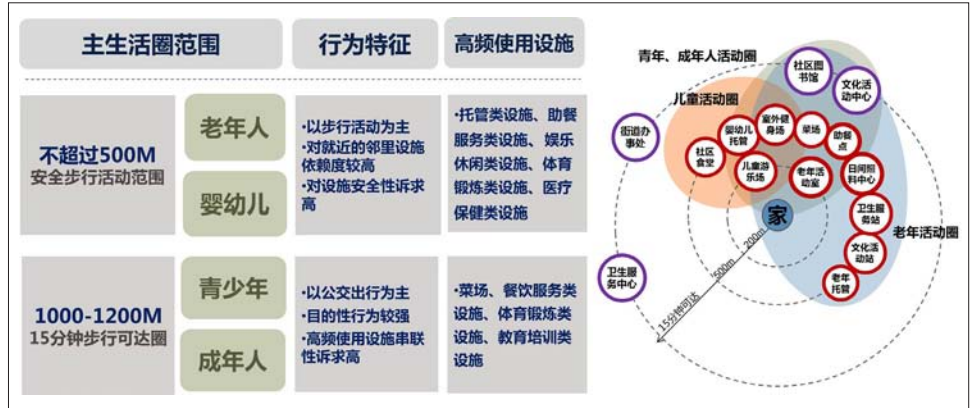 主生活圈范围
行为特征
高频使用设施
不超过500M
安全步行活动范围
老年人
婴幼儿
·以步行活动为主
·对就近的邻里设施
依赖度较高
·对设施安全性诉求
高
·托管类设施、助餐
服务类设施、娱乐
休闲类设施、体育
锻炼类设施、医疗
保健类设施
1000-1200M
15分钟步行可达圈
青少年
成年人
·以公交出行为主
·目的性行为较强
·高频使用设施串联
性诉求高
·菜场、餐饮服务类
设施、体育锻炼类
设施、教育培训类
设施
青年、成年人活动圈
社区图
书馆
文化活
动中心
儿童活动圈
街道办
事处
婴幼儿
托管
室外健
身场
菜场
助餐
点
社区
食堂
儿童游
乐场
老年活
动室
日间照
料中心
家
卫生服
务站
老年活动圈
文化活
动站
老年
托管
卫生服
务中心
200m
500m
15分钟可达